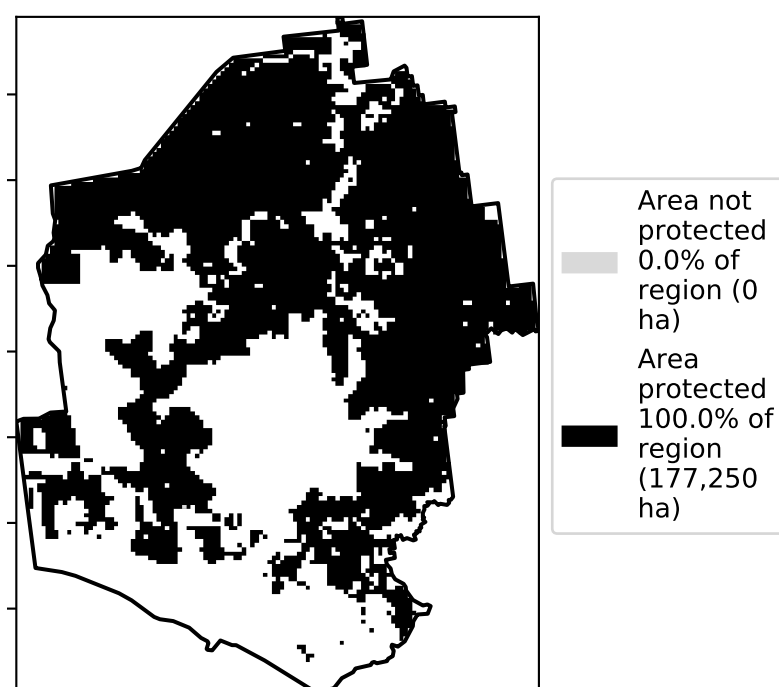 Area not
protected
0.0% of
region (0
ha)
Area
protected
100.0% of
region
(177,250
ha)